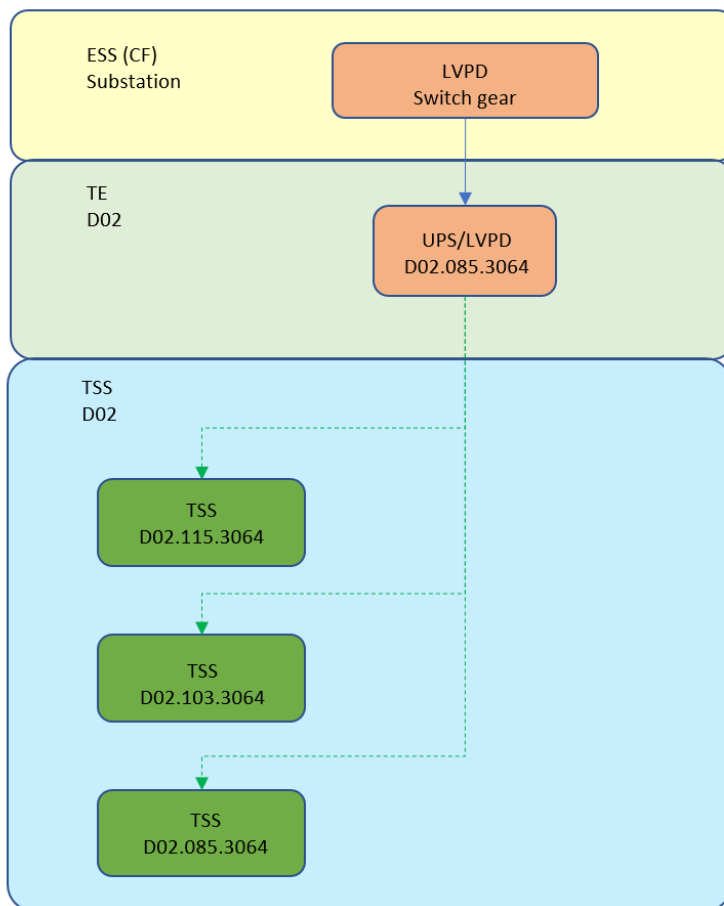 ESS (CF)
Substation
LVPD
Switch gear
TE
D02
UPS/LVPD
D02.085.3064
TSS
D02
TSS
D02.115.3064
TSS
D02.103.3064
TSS
D02.085.3064